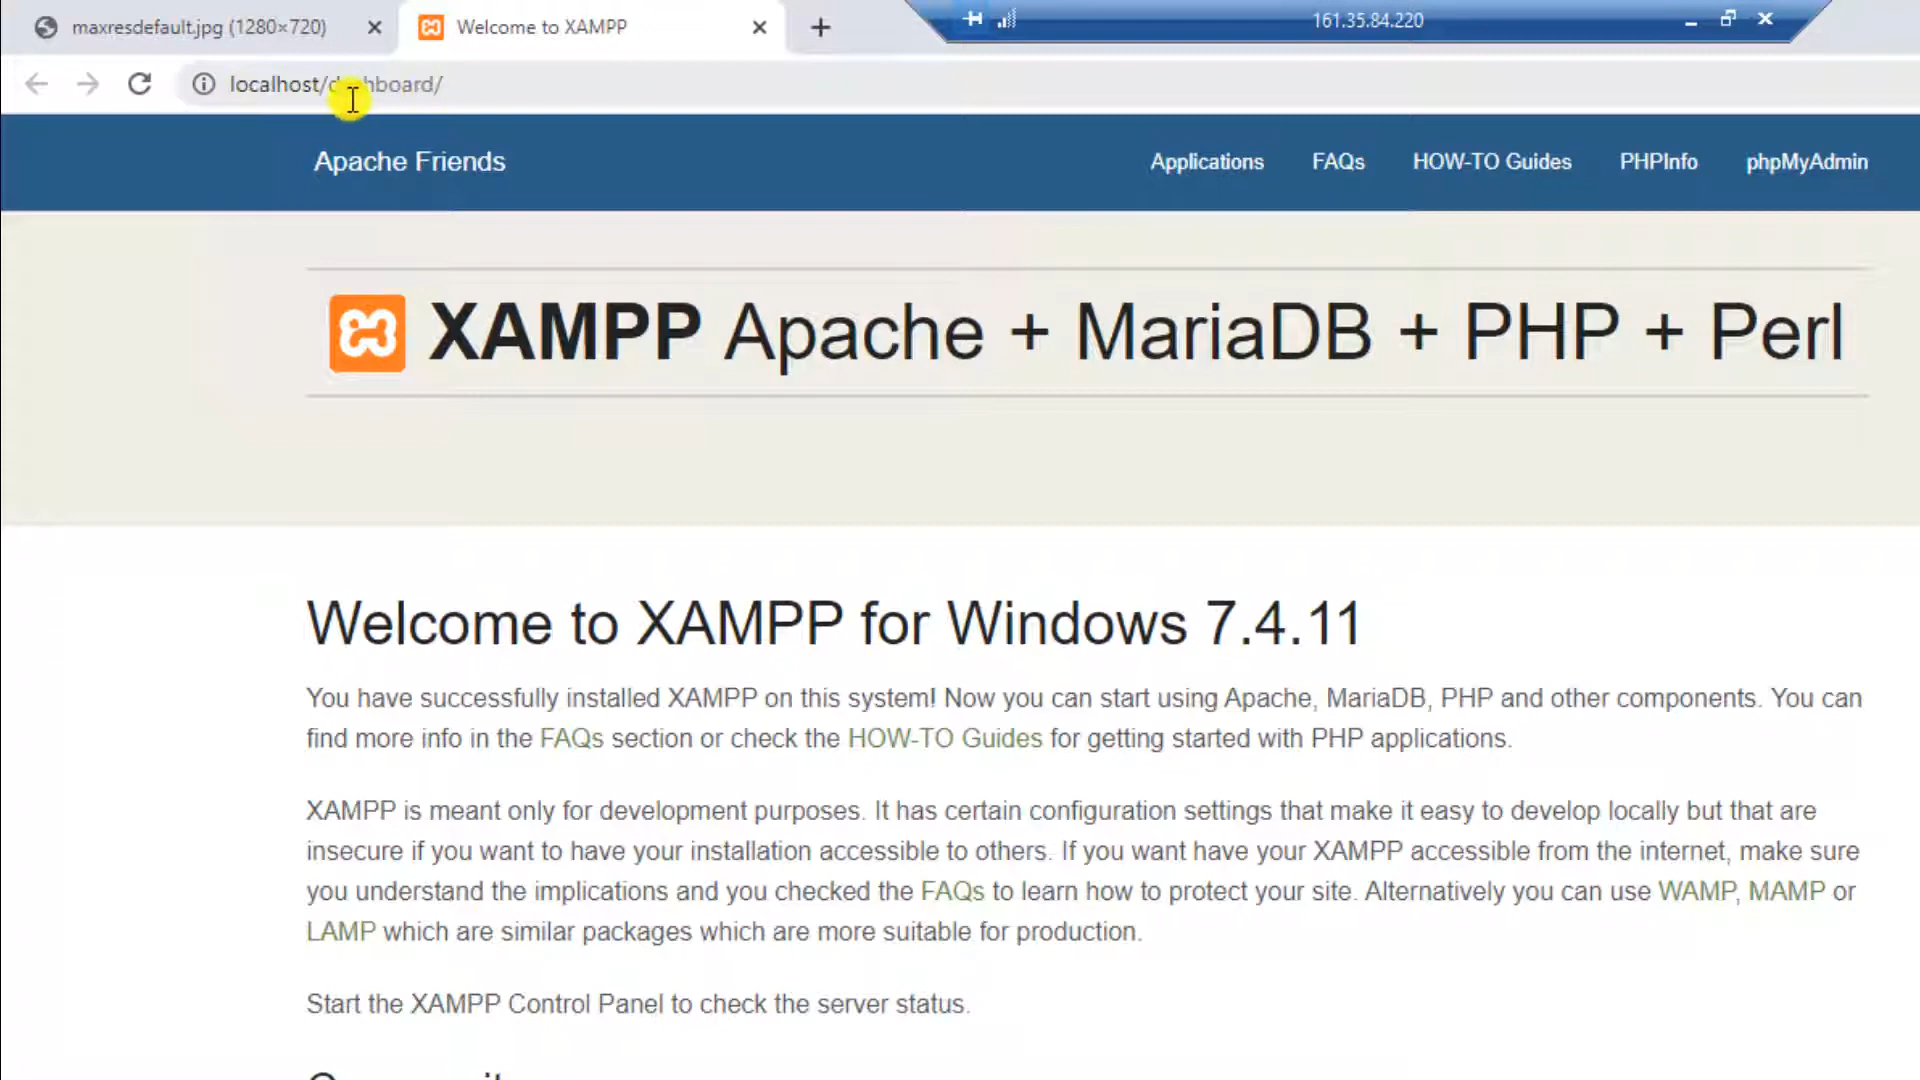 maxresdefault.jpg (1280×720)
Welcome to XAMPP
161.35.84.220
localhost/dashboard/
Apache Friends
Applications
FAQs
HOW-TO Guides
PHPInfo
phpMyAdmin
XAMPP Apache + MariaDB + PHP + Perl
Welcome to XAMPP for Windows 7.4.11
You have successfully installed XAMPP on this system! Now you can start using Apache, MariaDB, PHP and other components. You can
find more info in the FAQs section or check the HOW-TO Guides for getting started with PHP applications.
XAMPP is meant only for development purposes. It has certain configuration settings that make it easy to develop locally but that are
insecure if you want to have your installation accessible to others. If you want have your XAMPP accessible from the internet, make sure
you understand the implications and you checked the FAQs to learn how to protect your site. Alternatively you can use WAMP, MAMP or
LAMP which are similar packages which are more suitable for production.
Start the XAMPP Control Panel to check the server status.